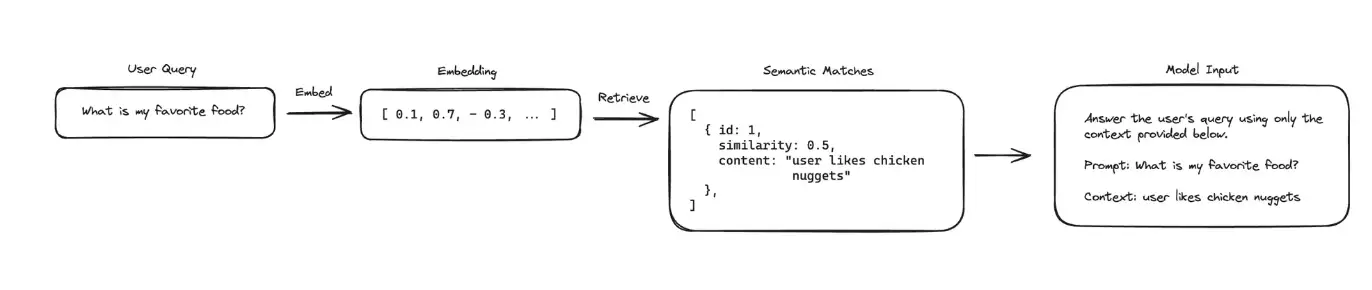 User Query
What is my favorite food?
Embed
Embedding
[ 0.1, 0.7, - 0.3, ... ]
Retrieve
Semantic Matches
[
{ id: 1,
similarity: 0.5,
content: "user likes chicken
nuggets"
},
]
Model Input
Answer the user's query using only the
context provided below.
Prompt: What is my favorite food?
Context: user likes chicken nuggets